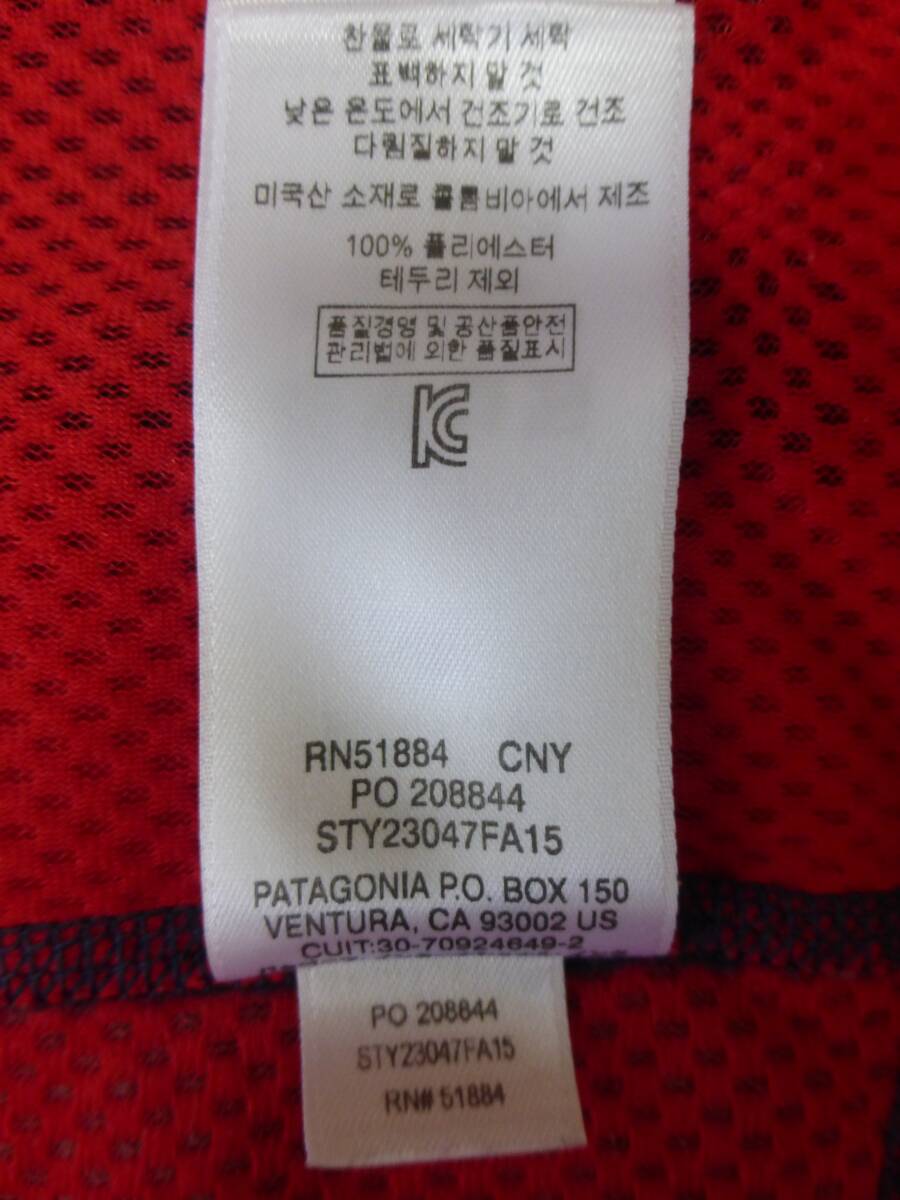 찬물로 세탁기 세탁
표백하지 말 것
낮은 온도에서 건조기로 건조
다림질하지 말 것
미국산 소재로 콜롬비아에서 제조
100% 폴리에스터
테두리 제외
품질경영 및 공산품안전
관리법에 의한 품질표시
KC
RN51884 CNY
PO 208844
STY23047FA15
PATAGONIA P.O. BOX 150
VENTURA, CA 93002 US
CUIT:30-70924649-2
PO 208844
STY23047FA15
RN# 51884